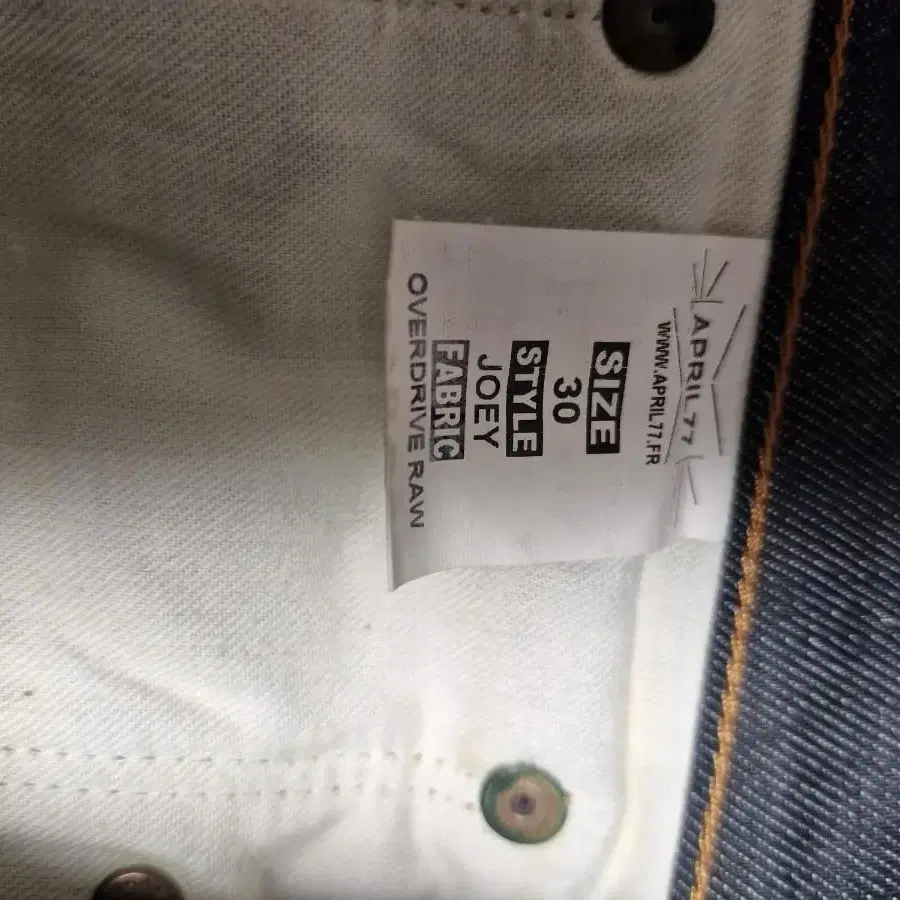 APRIL77
WWW.APRIL77.FR
SIZE
30
STYLE
JOEY
FABRIC
OVERDRIVE RAW